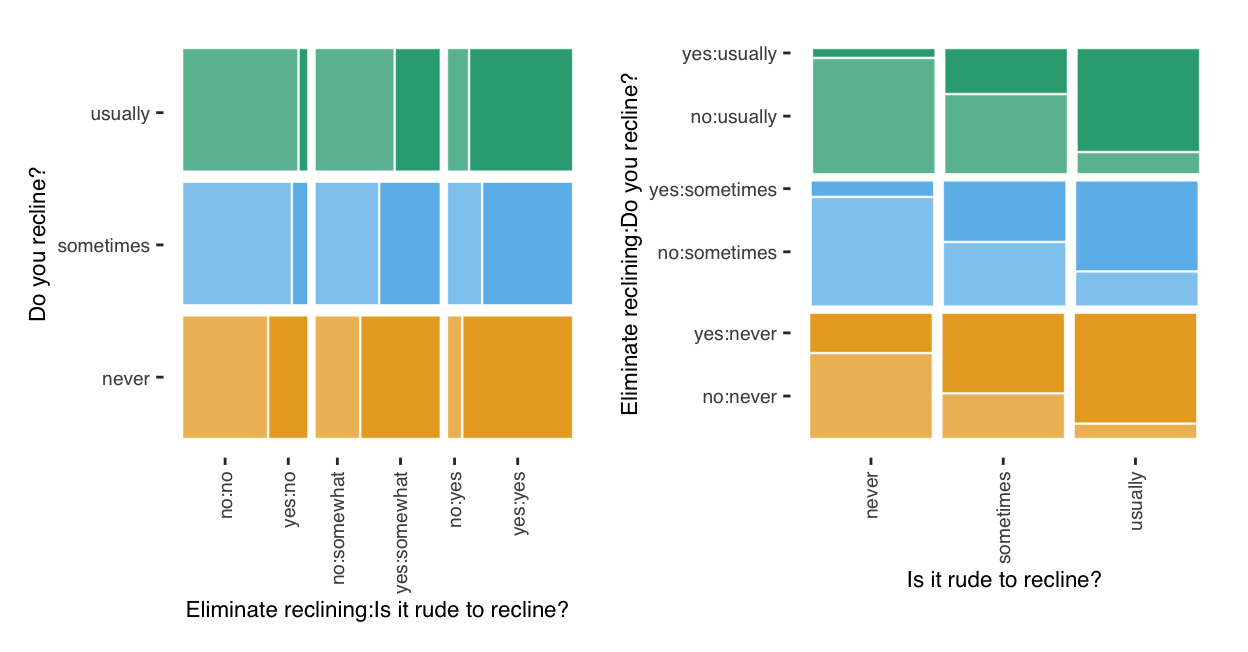 Do you recline?
usually
sometimes
never
no:no
yes:no
no:somewhat
yes:somewhat
no:yes
yes:yes
Eliminate reclining:Is it rude to recline?
Eliminate reclining:Do you recline?
yes:usually
no:usually
yes:sometimes
no:sometimes
yes:never
no:never
never
sometimes
usually
Is it rude to recline?